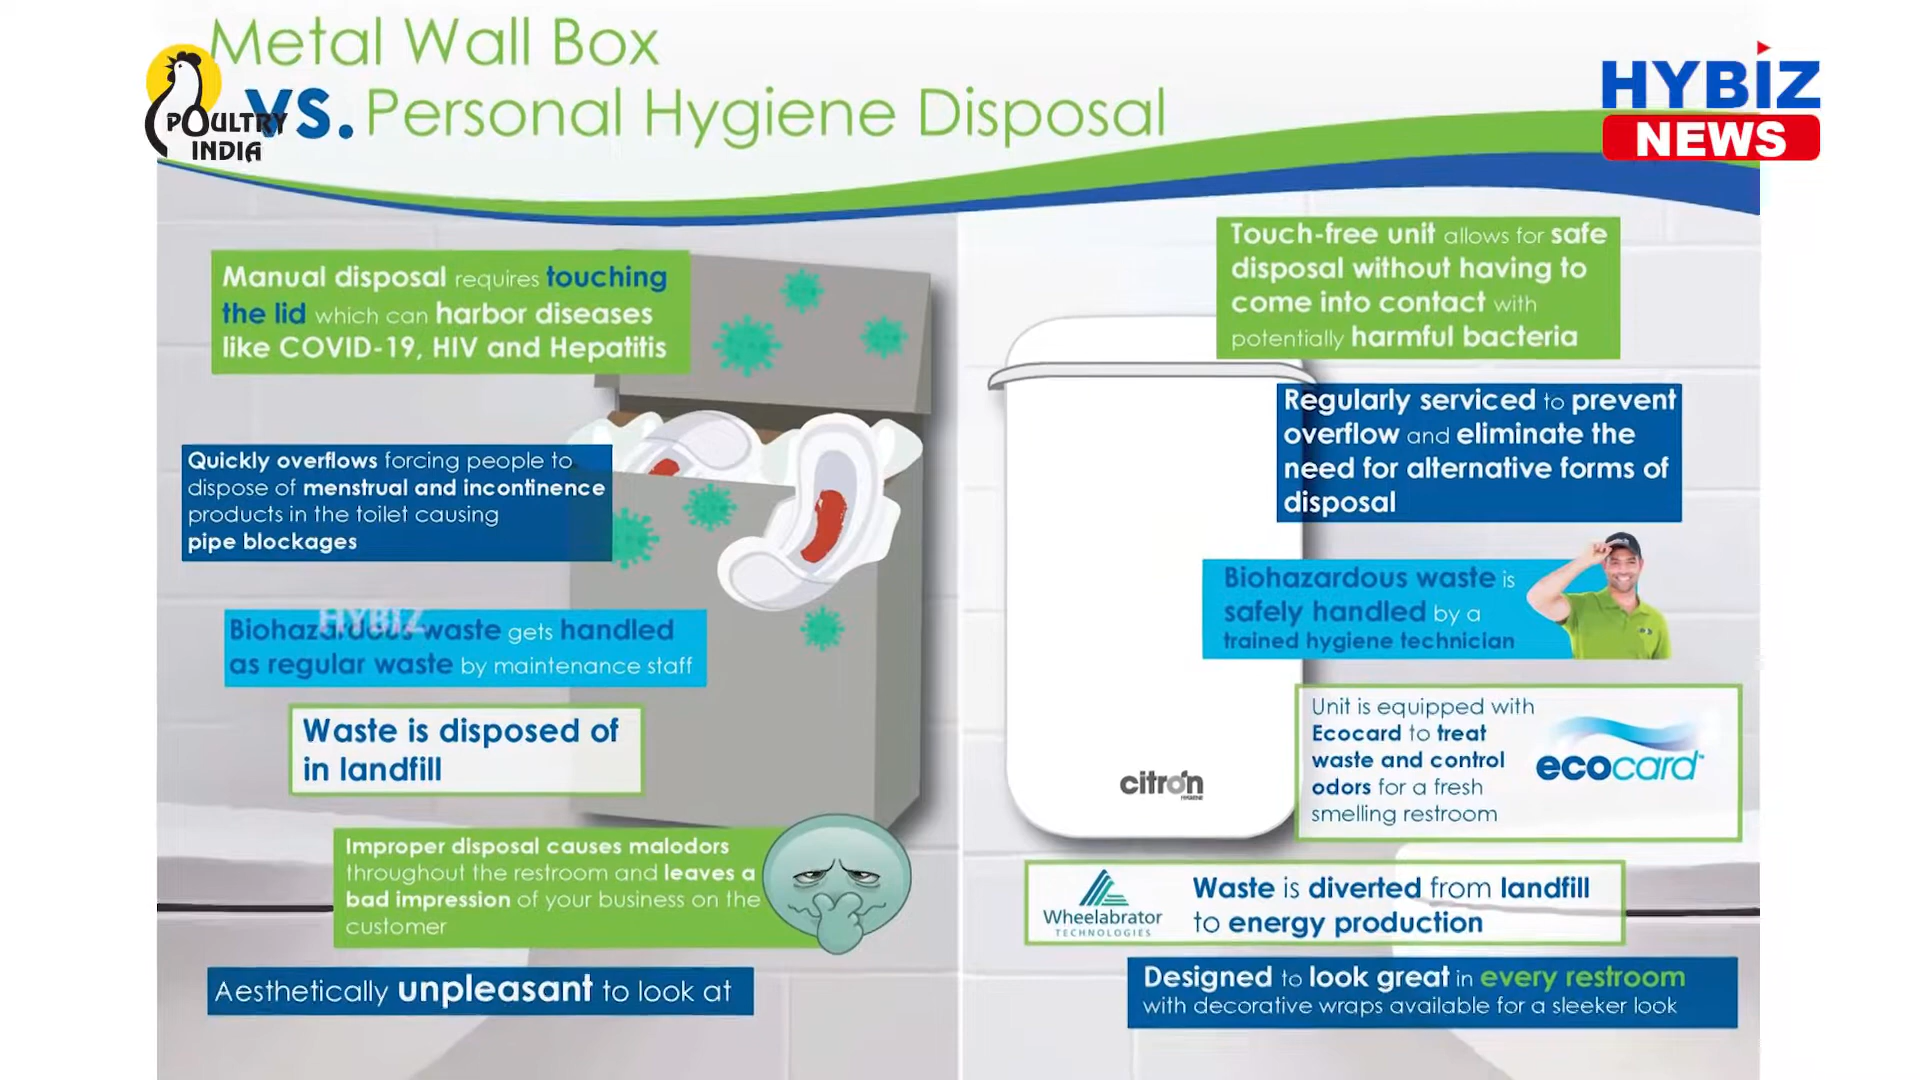 Metal Wall Box
VS. Personal Hygiene Disposal
POULTRY
INDIA
HYBIZ
NEWS
Manual disposal requires touching
the lid which can harbor diseases
like COVID-19, HIV and Hepatitis
Quickly overflows forcing people to
dispose of menstrual and incontinence
products in the toilet causing
pipe blockages
HYBIZ
Biohazardous waste gets handled
as regular waste by maintenance staff
Waste is disposed of
in landfill
Improper disposal causes malodors
throughout the restroom and leaves a
bad impression of your business on the
customer
Aesthetically unpleasant to look at
Touch-free unit allows for safe
disposal without having to
come into contact with
potentially harmful bacteria
Regularly serviced to prevent
overflow and eliminate the
need for alternative forms of
disposal
Biohazardous waste is
safely handled by a
trained hygiene technician
Unit is equipped with
Ecocard to treat
waste and control
odors for a fresh
smelling restroom
ecocard™
citron
HYGIENE
Wheelabrator
TECHNOLOGIES
Waste is diverted from landfill
to energy production
Designed to look great in every restroom
with decorative wraps available for a sleeker look